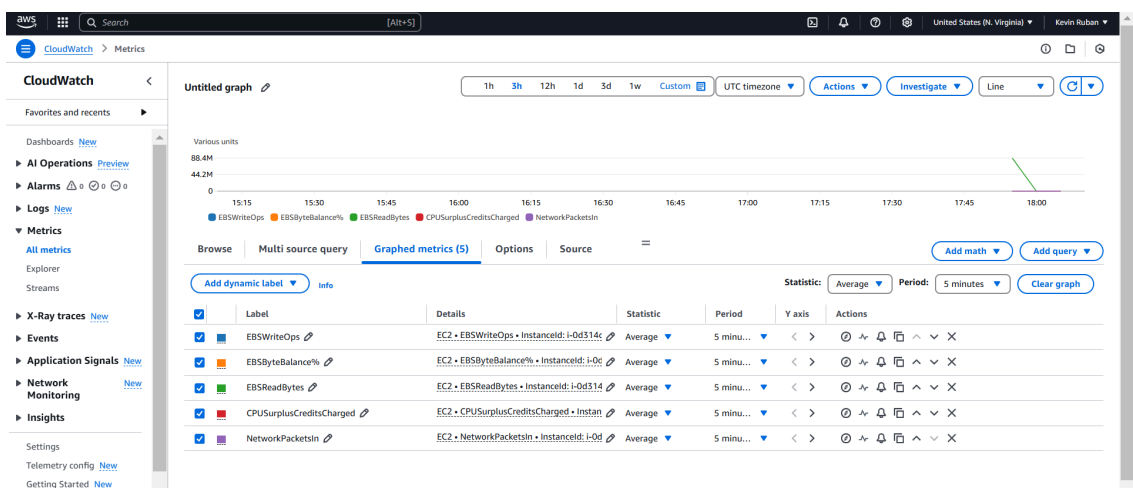 aws Search [Alt+S] United States (N. Virginia) Kevin Ruban
CloudWatch > Metrics
CloudWatch
Favorites and recents
Dashboards New
AI Operations Preview
Alarms 0 0 0
Logs New
Metrics
All metrics
Explorer
Streams
X-Ray traces New
Events
Application Signals New
Network Monitoring New
Insights
Settings
Telemetry config New
Getting Started New
Untitled graph 1h 3h 12h 1d 3d 1w Custom UTC timezone Actions Investigate Line
Various units
88.4M
44.2M
0
15:15 15:30 15:45 16:00 16:15 16:30 16:45 17:00 17:15 17:30 17:45 18:00
EBSWriteOps EBSByteBalance% EBSReadBytes CPUSurplusCreditsCharged NetworkPacketsIn
Browse Multi source query Graphed metrics (5) Options Source = Add math Add query
Add dynamic label Info Statistic: Average Period: 5 minutes Clear graph
Label Details Statistic Period Y axis Actions
EBSWriteOps EC2 • EBSWriteOps • InstanceId: i-0d314c Average 5 minu... < >
EBSByteBalance% EC2 • EBSByteBalance% • InstanceId: i-0d Average 5 minu... < >
EBSReadBytes EC2 • EBSReadBytes • InstanceId: i-0d314 Average 5 minu... < >
CPUSurplusCreditsCharged EC2 • CPUSurplusCreditsCharged • Instan Average 5 minu... < >
NetworkPacketsIn EC2 • NetworkPacketsIn • InstanceId: i-0d Average 5 minu... < >